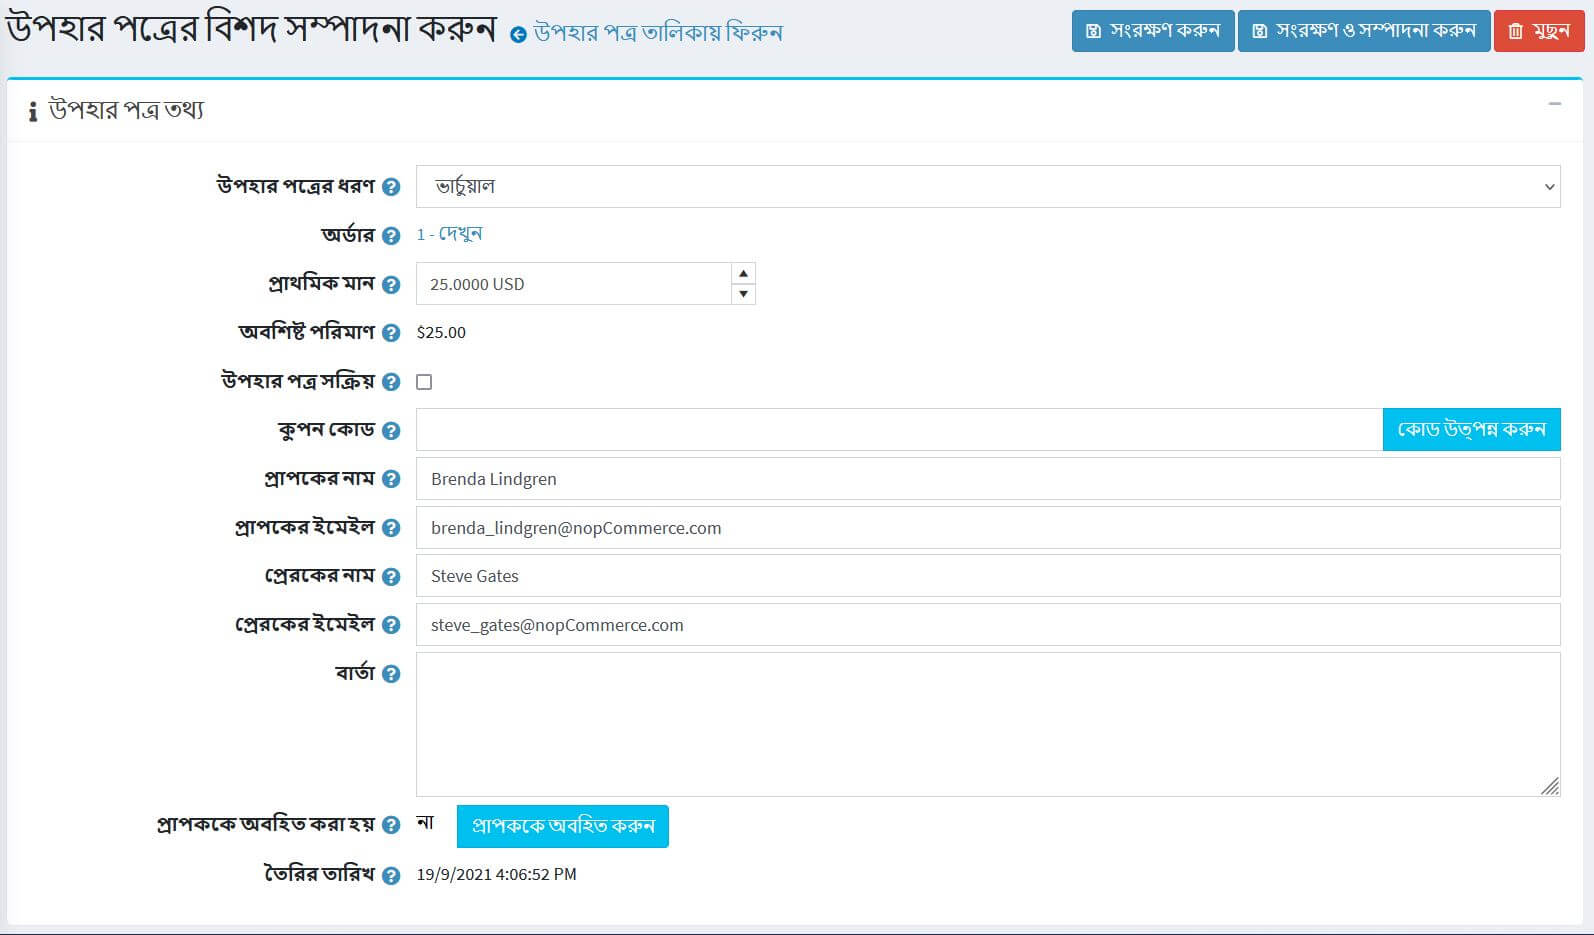 উপহার পত্রের বিশদ সম্পাদনা করুন উপহার পত্র তালিকায় ফিরুন সংরক্ষণ করুন সংরক্ষণ ও সম্পাদনা করুন মুছুন
উপহার পত্র তথ্য
উপহার পত্রের ধরণ ভার্চুয়াল
অর্ডার 1 - দেখুন
প্রাথমিক মান 25.0000 USD
অবশিষ্ট পরিমাণ $25.00
উপহার পত্র সক্রিয়
কুপন কোড কোড উত্পন্ন করুন
প্রাপকের নাম Brenda Lindgren
প্রাপকের ইমেইল brenda_lindgren@nopCommerce.com
প্রেরকের নাম Steve Gates
প্রেরকের ইমেইল steve_gates@nopCommerce.com
বার্তা
প্রাপককে অবহিত করা হয় না প্রাপককে অবহিত করুন
তৈরির তারিখ 19/9/2021 4:06:52 PM